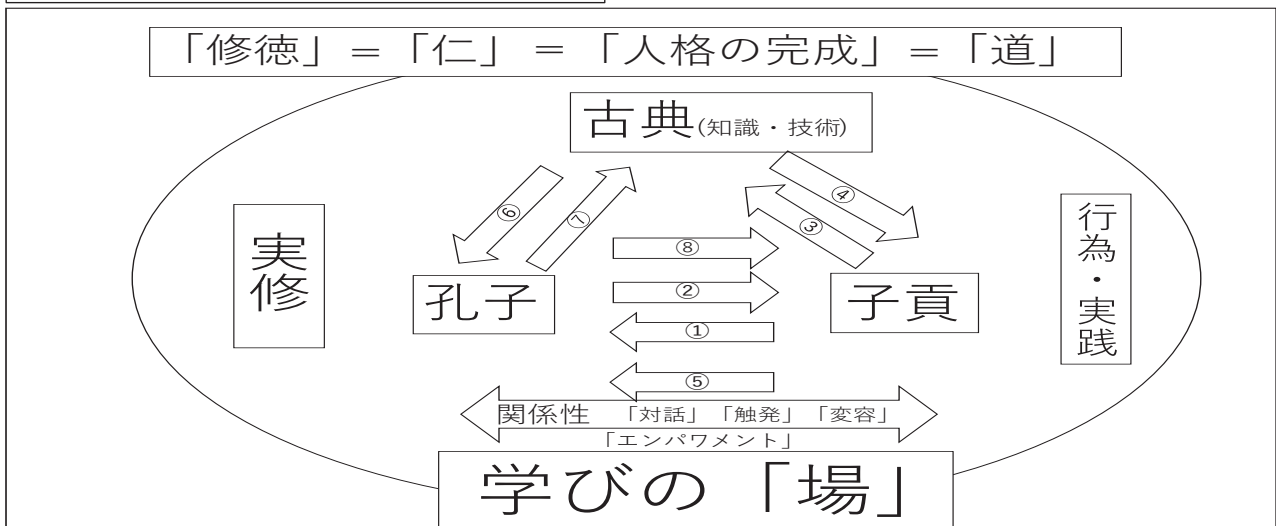 「修徳」＝「仁」＝「人格の完成」＝「道」
古典(知識・技術)
⑥
⑦
④
③
実修
行為・実践
⑧
②
①
⑤
孔子
子貢
関係性 「対話」「触発」「変容」
「エンパワメント」
学びの「場」